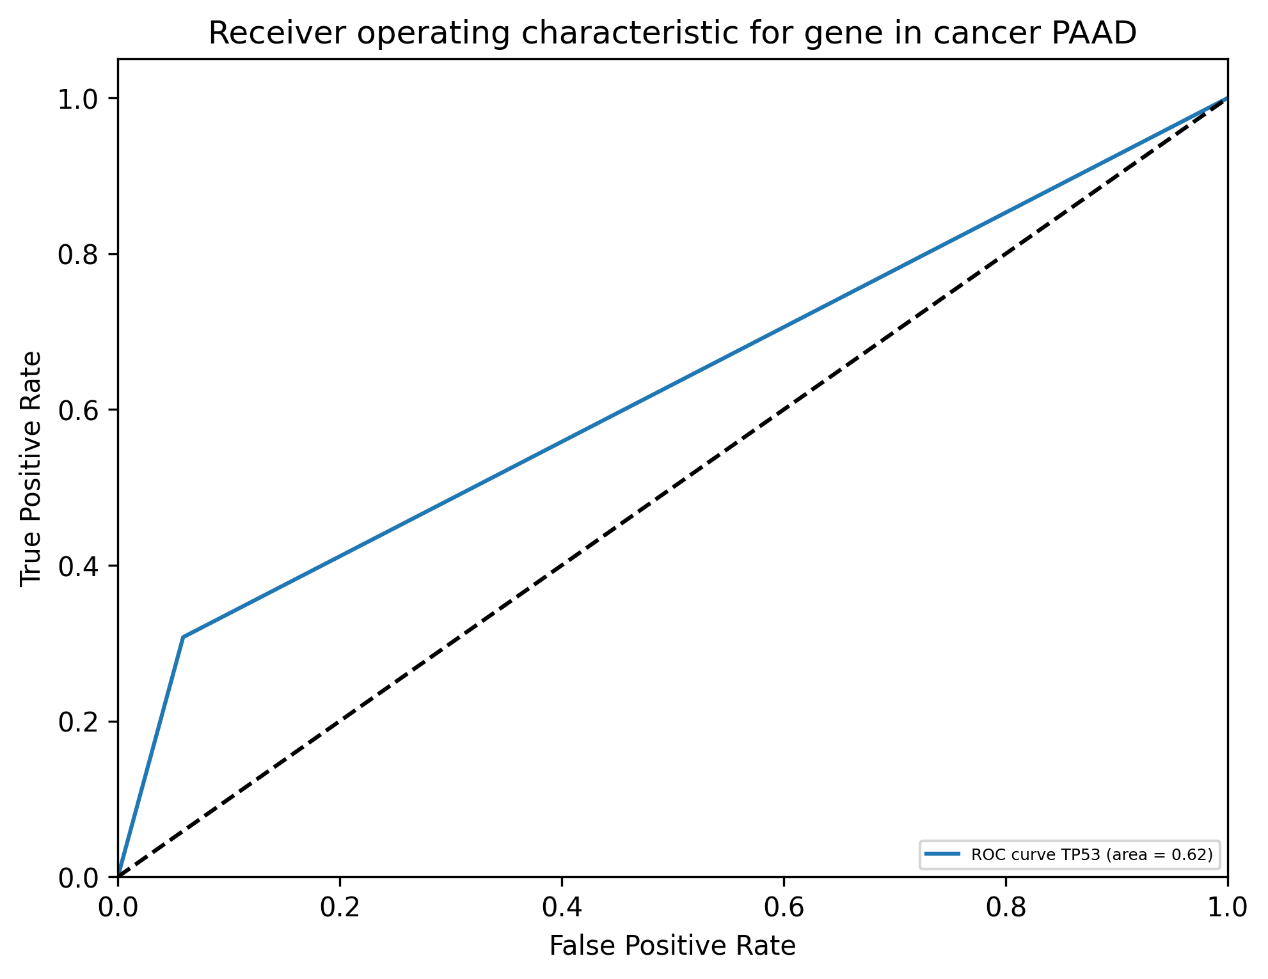 Receiver operating characteristic for gene in cancer PAAD
True Positive Rate
1.0
0.8
0.6
0.4
0.2
0.0
ROC curve TP53 (area = 0.62)
0.0 0.2 0.4 0.6 0.8 1.0
False Positive Rate